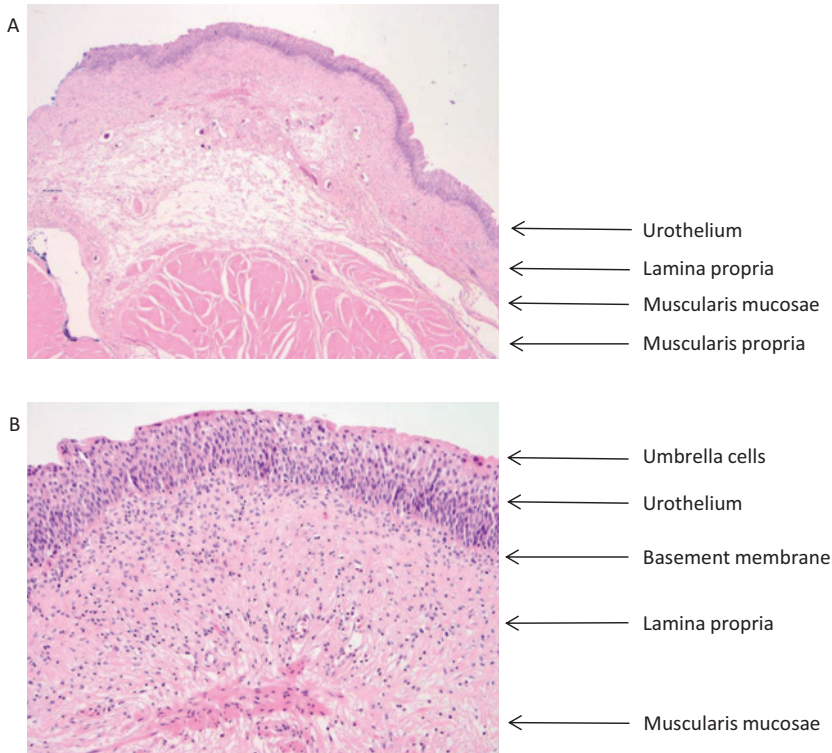 A
Urothelium
Lamina propria
Muscularis mucosae
Muscularis propria
B
Umbrella cells
Urothelium
Basement membrane
Lamina propria
Muscularis mucosae